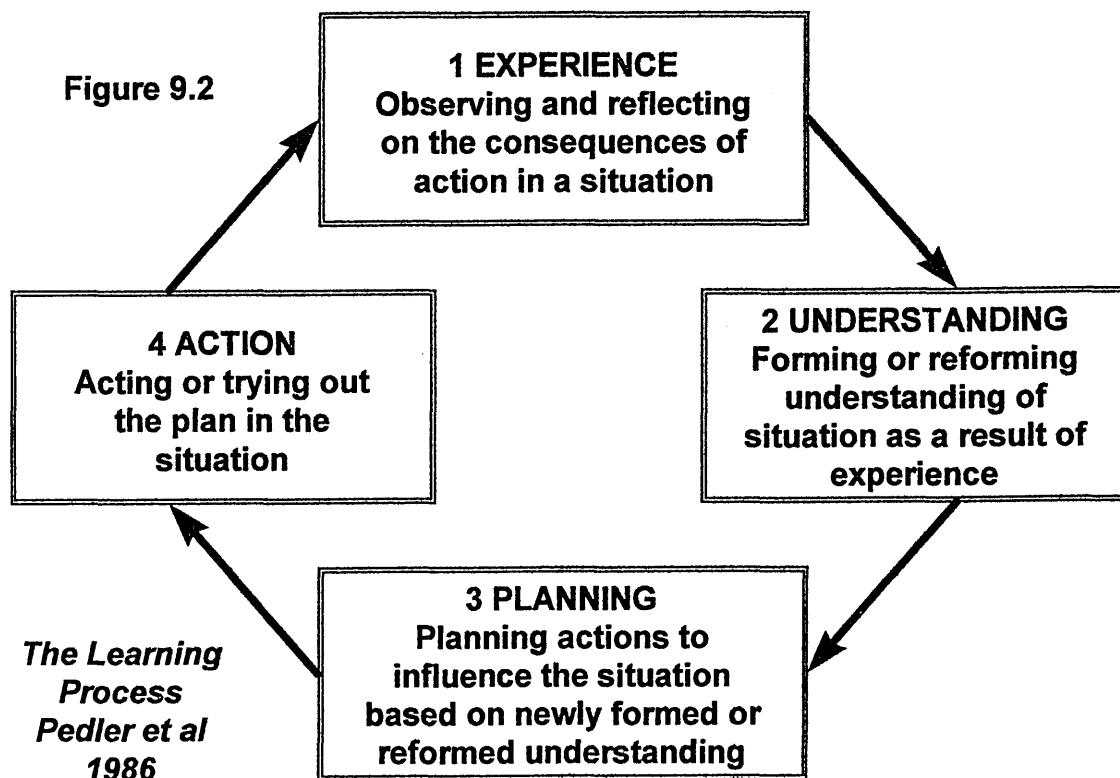 Figure 9.2
1 EXPERIENCE
Observing and reflecting
on the consequences of
action in a situation
2 UNDERSTANDING
Forming or reforming
understanding of
situation as a result of
experience
3 PLANNING
Planning actions to
influence the situation
based on newly formed or
reformed understanding
4 ACTION
Acting or trying out
the plan in the
situation
The Learning
Process
Pedler et al
1986